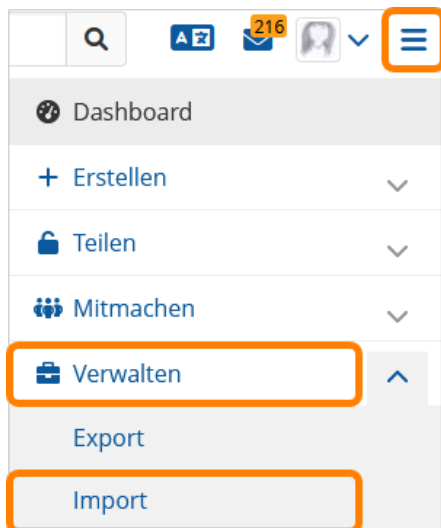 A 216
Dashboard
Erstellen
Teilen
Mitmachen
Verwalten
Export
Import